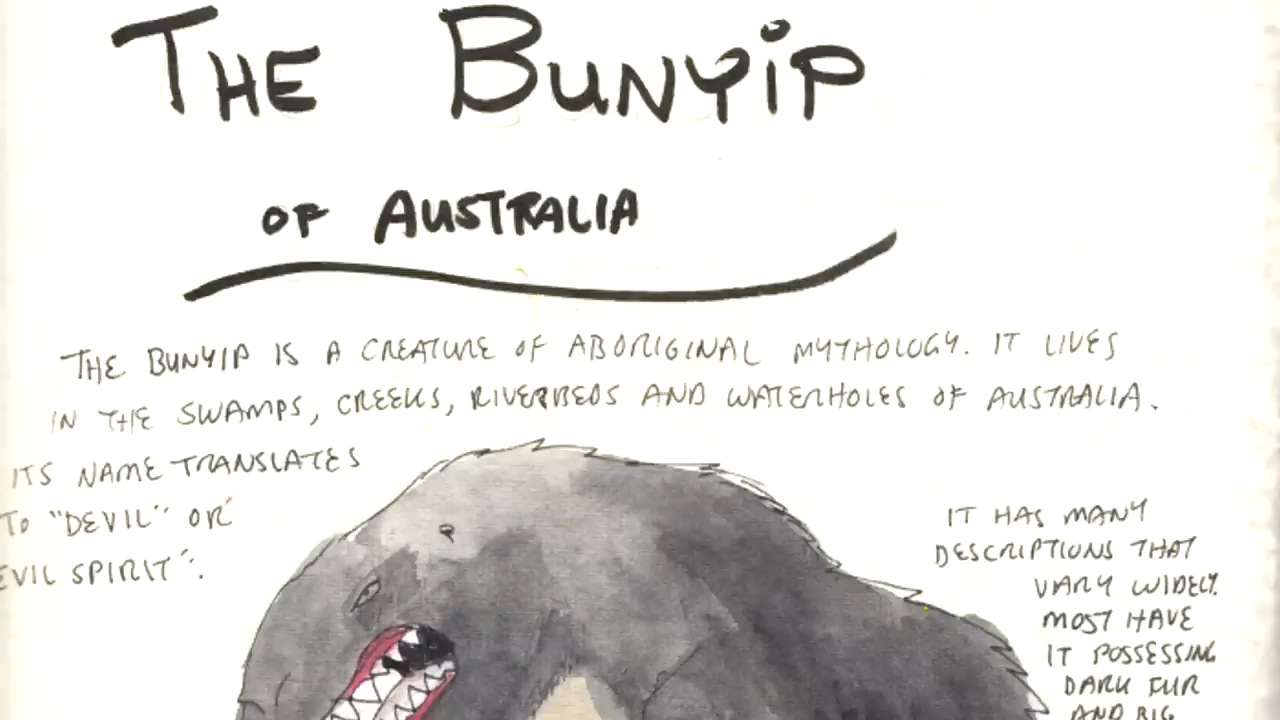 THE BUNYIP
OF AUSTRALIA
THE BUNYIP IS A CREATURE OF ABORIGINAL MYTHOLOGY. IT LIVES
IN THE SWAMPS, CREEKS, RIVERBEDS AND WATERHOLES OF AUSTRALIA.
ITS NAME TRANSLATES
TO "DEVIL" OR
EVIL SPIRIT".
IT HAS MANY
DESCRIPTIONS THAT
VARY WIDELY.
MOST HAVE
IT POSSESSING
DARK FUR
AND BIG